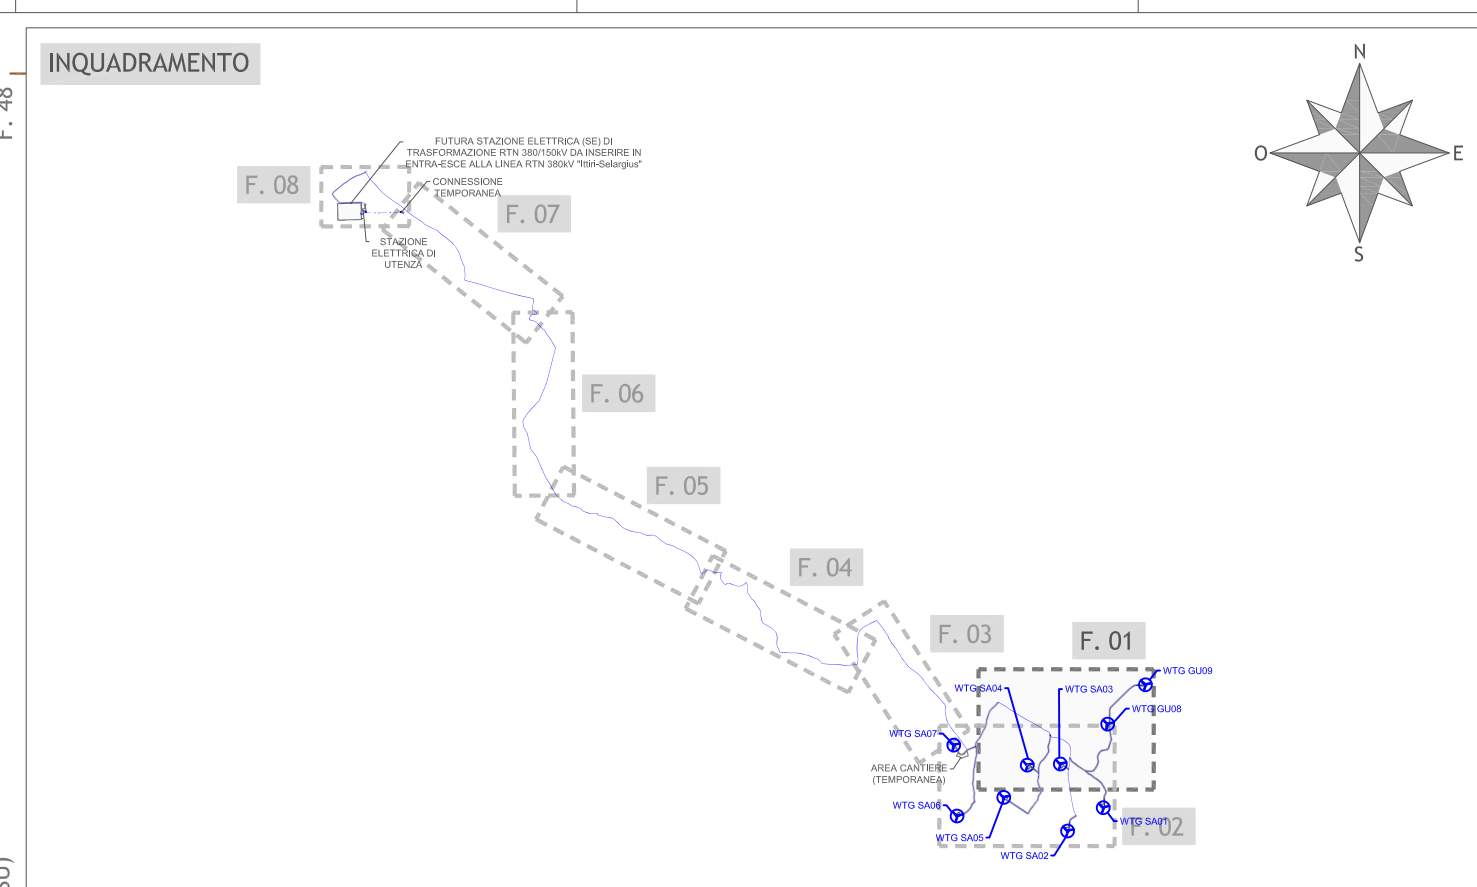 INQUADRAMENTO
F. 48
N
O
E
S
FUTURA STAZIONE ELETTRICA (SE) DI
TRASFORMAZIONE RTN 380/150kV DA INSERIRE IN
ENTRA-ESCE ALLA LINEA RTN 380kV "Ittiri-Selargius"
F. 08
CONNESSIONE
TEMPORANEA
F. 07
STAZIONE
ELETTRICA DI
UTENZA
F. 06
F. 05
F. 04
F. 03
F. 01
WTG GU09
WTG SA04
WTG SA03
WTG GU08
WTG SA07
AREA CANTIERE
(TEMPORANEA)
WTG SA06
WTG SA01
F. 02
WTG SA05
WTG SA02